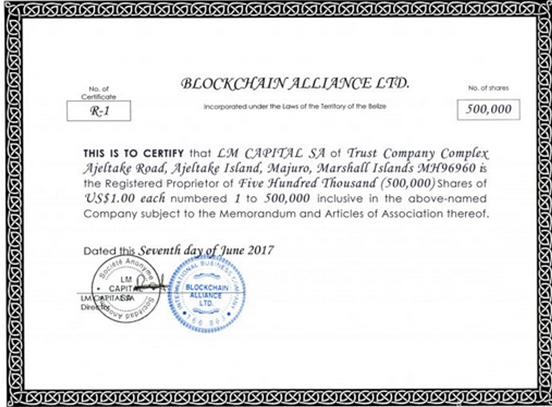 BLOCKCHAIN ALLIANCE LTD.
No. of
Certificate
R-1
Incorporated under the Laws of the Territory of the Belize
No. of shares
500,000
THIS IS TO CERTIFY that LM CAPITAL SA of Trust Company Complex
Ajeltake Road, Ajeltake Island, Majuro, Marshall Islands MH96960 is
the Registered Proprietor of Five Hundred Thousand (500,000) Shares of
US$1.00 each numbered 1 to 500,000 inclusive in the above-named
Company subject to the Memorandum and Articles of Association thereof.
Dated this Seventh day of June 2017
Société Anonyme
LM
CAPITAL
SA
Sociedad Anonima
LM CAPITAL SA
Director
INTERNATIONAL BUSINESS COMPANY
BLOCKCHAIN
ALLIANCE
LTD.